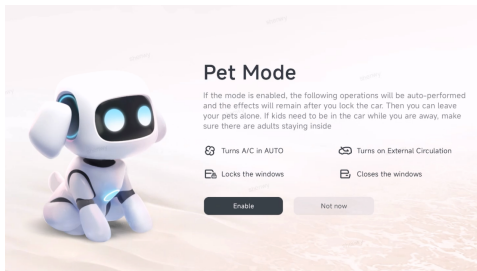 Pet Mode
If the mode is enabled, the following operations will be auto-performed
and the effects will remain after you lock the car. Then you can leave
your pets alone. If kids need to be in the car while you are away, make
sure there are adults staying inside
Turns A/C in AUTO
Turns on External Circulation
Locks the windows
Closes the windows
Enable
Not now